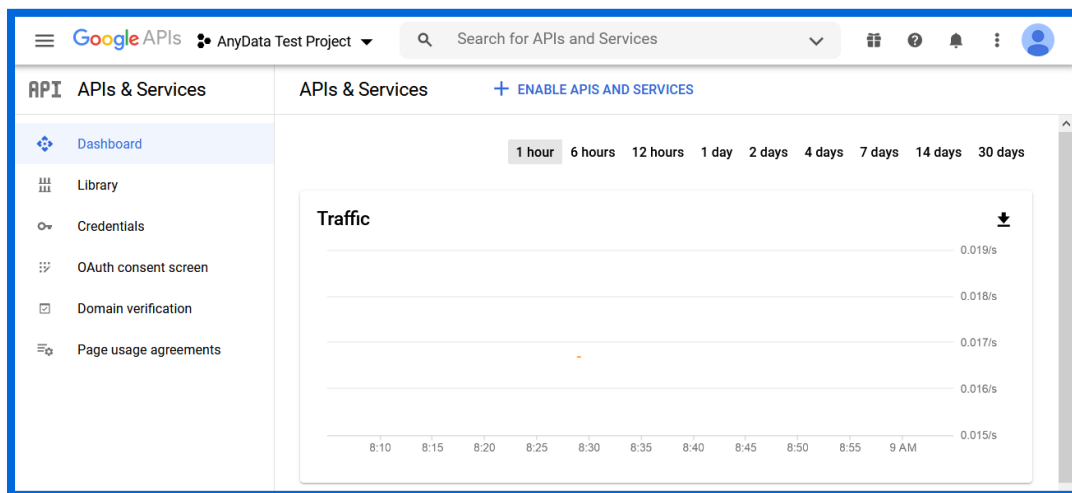 Google APIs AnyData Test Project Search for APIs and Services
API APIs & Services
APIs & Services + ENABLE APIS AND SERVICES
Dashboard
Library
Credentials
OAuth consent screen
Domain verification
Page usage agreements
1 hour 6 hours 12 hours 1 day 2 days 4 days 7 days 14 days 30 days
Traffic
0.019/s
0.018/s
0.017/s
0.016/s
0.015/s
8:10 8:15 8:20 8:25 8:30 8:35 8:40 8:45 8:50 8:55 9 AM